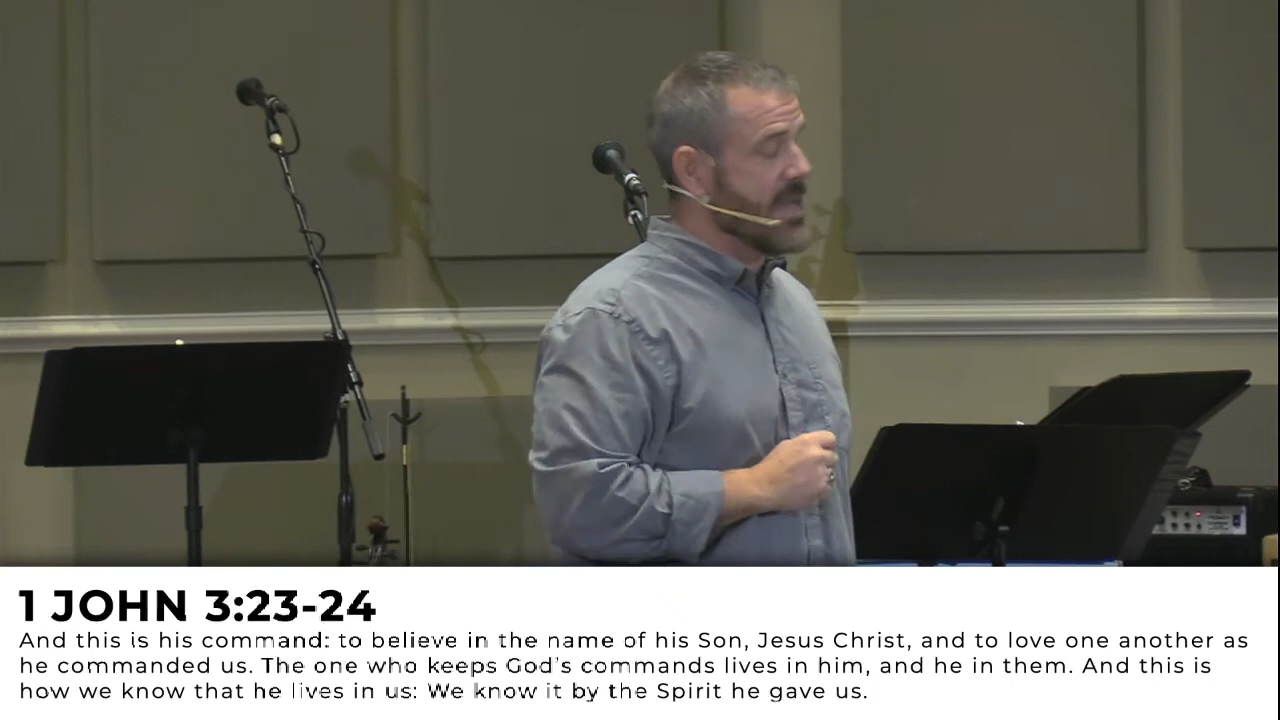 1 JOHN 3:23-24
And this is his command: to believe in the name of his Son, Jesus Christ, and to love one another as
he commanded us. The one who keeps God's commands lives in him, and he in them. And this is
how we know that he lives in us: We know it by the Spirit he gave us.